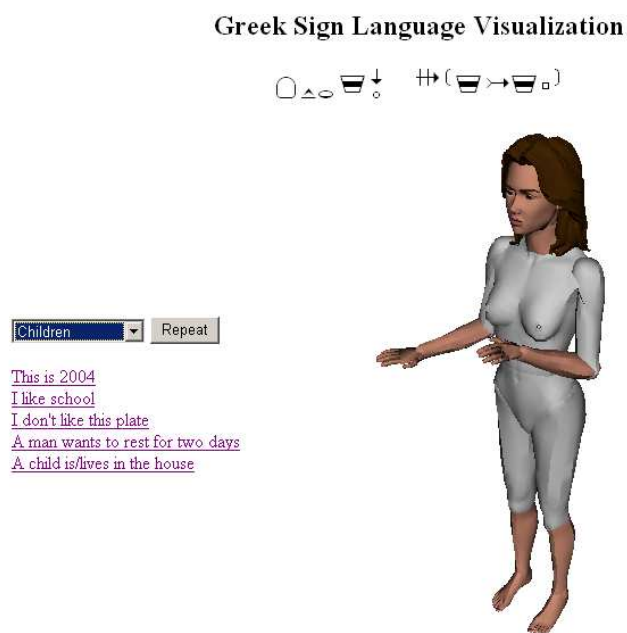 Greek Sign Language Visualization
Children Repeat
This is 2004
I like school
I don't like this plate
A man wants to rest for two days
A child is/lives in the house